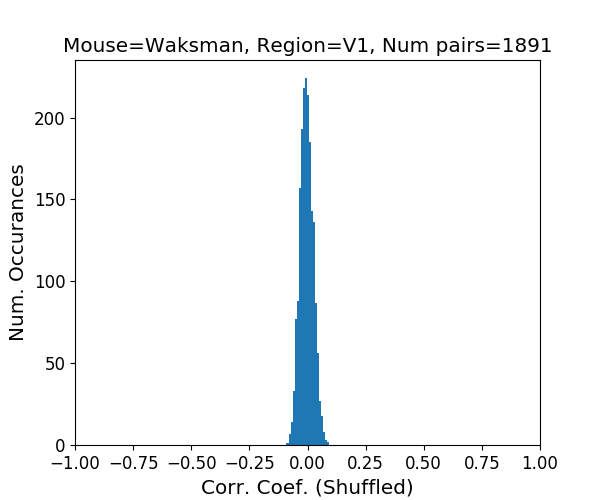 Mouse=Waksman, Region=V1, Num pairs=1891
Num. Occurances
200
150
100
50
0
−1.00 −0.75 −0.50 −0.25 0.00 0.25 0.50 0.75 1.00
Corr. Coef. (Shuffled)